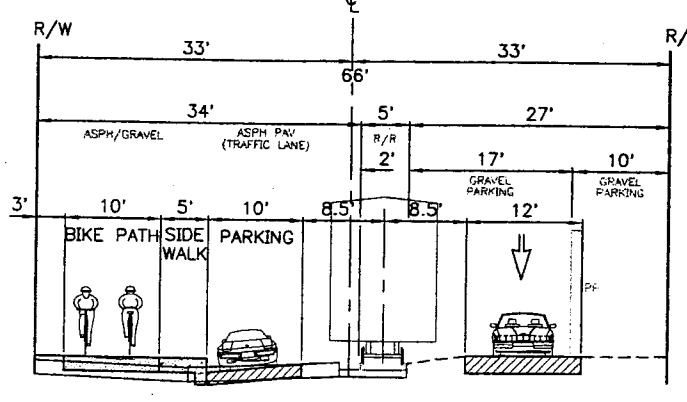 ℄
R/W
R/
33' 33'
66'
34' 5' 27'
ASPH/GRAVEL ASPH PAV R/R
(TRAFFIC LANE)
2' 17' 10'
GRAVEL GRAVEL
PARKING PARKING
3' 10' 5' 10' 8.5' 8.5' 12'
BIKE PATH SIDE PARKING
WALK